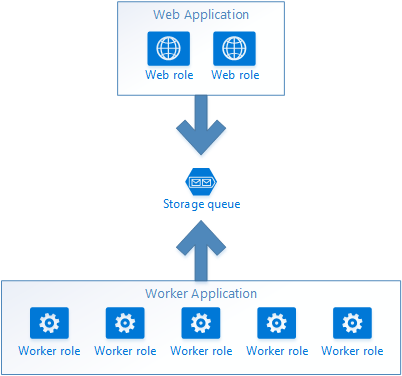 Web Application
Web role Web role
Storage queue
Worker Application
Worker role Worker role Worker role Worker role Worker role